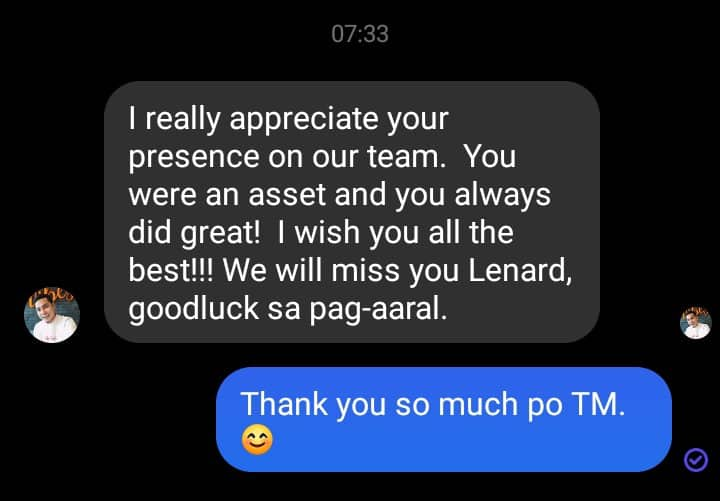 07:33
I really appreciate your
presence on our team.  You
were an asset and you always
did great!  I wish you all the
best!!! We will miss you Lenard,
goodluck sa pag-aaral.
Thank you so much po TM.
😊